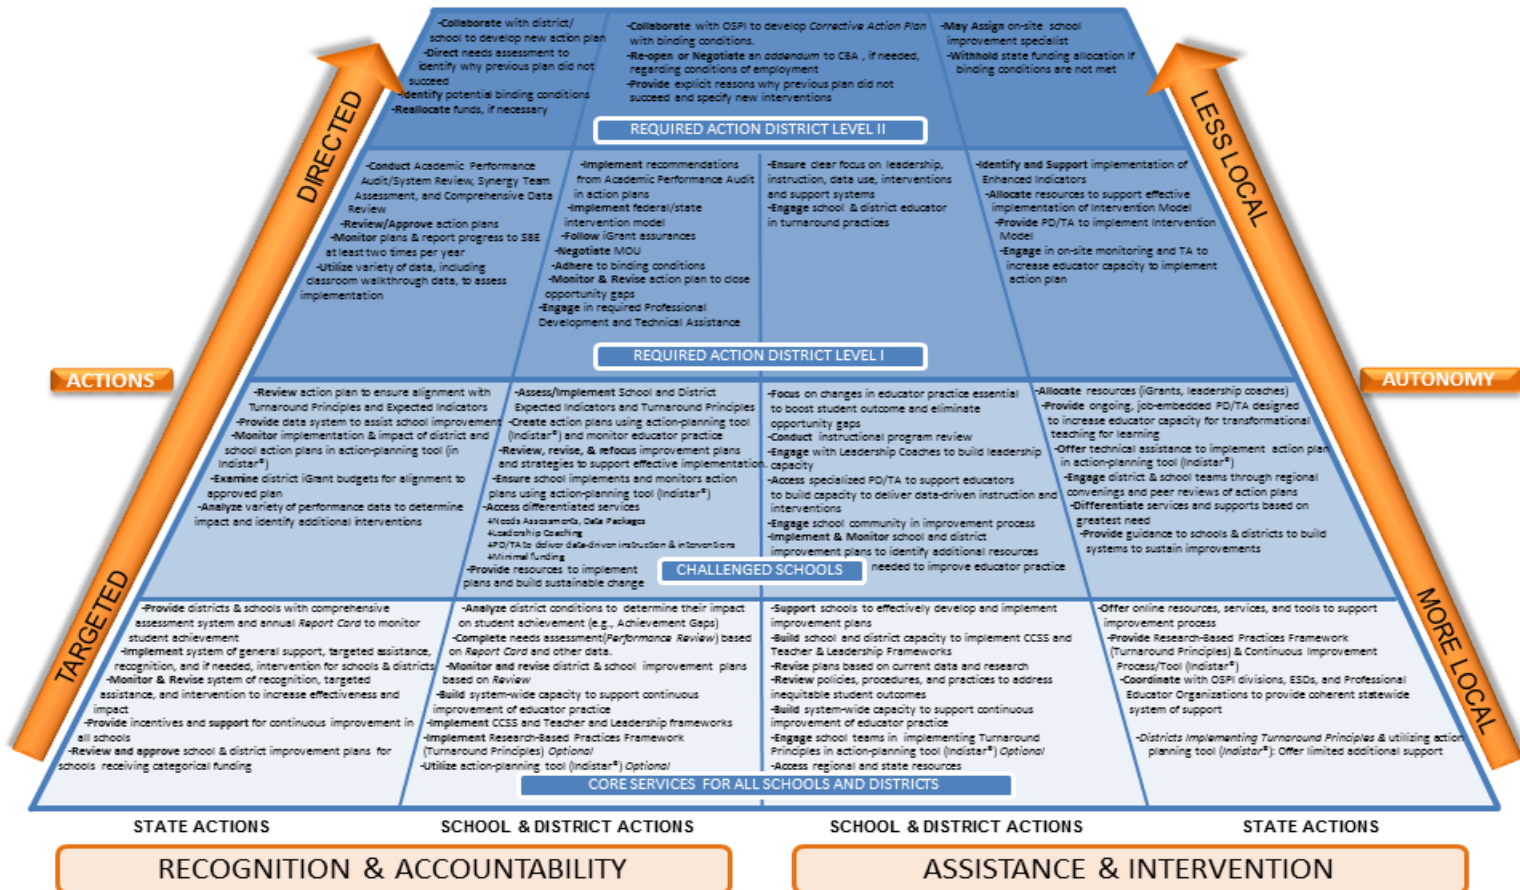 -Collaborate with district/
school to develop new action plan
-Direct needs assessment to
identify why previous plan did not
succeed
-Identify potential binding conditions
-Reallocate funds, if necessary
-Collaborate with OSPI to develop Corrective Action Plan
with binding conditions.
-Re-open or Negotiate an addendum to CBA , if needed,
regarding conditions of employment
-Provide explicit reasons why previous plan did not
succeed and specify new interventions
-May Assign on-site school
improvement specialist
-Withhold state funding allocation if
binding conditions are not met
REQUIRED ACTION DISTRICT LEVEL II
DIRECTED
LESS LOCAL
-Conduct Academic Performance
Audit/System Review, Synergy Team
Assessment, and Comprehensive Data
Review
-Review/Approve action plans
-Monitor plans & report progress to SBE
at least two times per year
-Utilize variety of data, including
classroom walkthrough data, to assess
implementation
-Implement recommendations
from Academic Performance Audit
in action plans
-Implement federal/state
intervention model
-Follow iGrant assurances
-Negotiate MOU
-Adhere to binding conditions
-Monitor & Revise action plan to close
opportunity gaps
-Engage in required Professional
Development and Technical Assistance
-Ensure clear focus on leadership,
instruction, data use, interventions
and support systems
-Engage school & district educator
in turnaround practices
-Identify and Support implementation of
Enhanced Indicators
-Allocate resources to support effective
implementation of Intervention Model
-Provide PD/TA to implement Intervention
Model
-Engage in on-site monitoring and TA to
increase educator capacity to implement
action plan
REQUIRED ACTION DISTRICT LEVEL I
ACTIONS
AUTONOMY
-Review action plan to ensure alignment with
Turnaround Principles and Expected Indicators
-Provide data system to assist school improvement
-Monitor implementation & impact of district and
school action plans in action-planning tool (in
Indistar®)
-Examine district iGrant budgets for alignment to
approved plan
-Analyze variety of performance data to determine
impact and identify additional interventions
-Assess/Implement School and District
Expected Indicators and Turnaround Principles
-Create action plans using action-planning tool
(Indistar®) and monitor educator practice
-Review, revise, & refocus improvement plans
and strategies to support effective implementation.
-Ensure school implements and monitors action
plans using action-planning tool (Indistar®)
-Access differentiated services
+Needs Assessments, Data Packages
+Leadership Coaching
+PD/TA to deliver data-driven instruction & interventions
+Minimal funding
-Provide resources to implement
plans and build sustainable change
-Focus on changes in educator practice essential
to boost student outcome and eliminate
opportunity gaps
-Conduct instructional program review
-Engage with Leadership Coaches to build leadership
capacity
-Access specialized PD/TA to support educators
to build capacity to deliver data-driven instruction and
interventions
-Engage school community in improvement process
-Implement & Monitor school and district
improvement plans to identify additional resources
needed to improve educator practice
-Allocate resources (iGrants, leadership coaches)
-Provide ongoing, job-embedded PD/TA designed
to increase educator capacity for transformational
teaching for learning
-Offer technical assistance to implement action plan
in action-planning tool (Indistar®)
-Engage district & school teams through regional
convenings and peer reviews of action plans
-Differentiate services and supports based on
greatest need
-Provide guidance to schools & districts to build
systems to sustain improvements
CHALLENGED SCHOOLS
TARGETED
MORE LOCAL
-Provide districts & schools with comprehensive
assessment system and annual Report Card to monitor
student achievement
-Implement system of general support, targeted assistance,
recognition, and if needed, intervention for schools & districts
-Monitor & Revise system of recognition, targeted
assistance, and intervention to increase effectiveness and
impact
-Provide incentives and support for continuous improvement in
all schools
-Review and approve school & district improvement plans for
schools receiving categorical funding
-Analyze district conditions to determine their impact
on student achievement (e.g., Achievement Gaps)
-Complete needs assessment(Performance Review) based
on Report Card and other data.
-Monitor and revise district & school improvement plans
based on Review
-Build system-wide capacity to support continuous
improvement of educator practice
-Implement CCSS and Teacher and Leadership frameworks
-Implement Research-Based Practices Framework
(Turnaround Principles) Optional
-Utilize action-planning tool (Indistar®) Optional
-Support schools to effectively develop and implement
improvement plans
-Build school and district capacity to implement CCSS and
Teacher & Leadership Frameworks
-Revise plans based on current data and research
-Review policies, procedures, and practices to address
inequitable student outcomes
-Build system-wide capacity to support continuous
improvement of educator practice
-Engage school teams in implementing Turnaround
Principles in action-planning tool (Indistar®) Optional
-Access regional and state resources
-Offer online resources, services, and tools to support
improvement process
-Provide Research-Based Practices Framework
(Turnaround Principles) & Continuous Improvement
Process/Tool (Indistar®)
-Coordinate with OSPI divisions, ESDs, and Professional
Educator Organizations to provide coherent statewide
system of support
-Districts Implementing Turnaround Principles & utilizing action
planning tool (Indistar®): Offer limited additional support
CORE SERVICES FOR ALL SCHOOLS AND DISTRICTS
STATE ACTIONS
SCHOOL & DISTRICT ACTIONS
SCHOOL & DISTRICT ACTIONS
STATE ACTIONS
RECOGNITION & ACCOUNTABILITY
ASSISTANCE & INTERVENTION